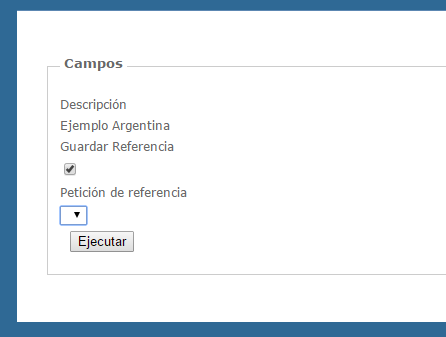 Campos
Descripción
Ejemplo Argentina
Guardar Referencia
Petición de referencia
Ejecutar